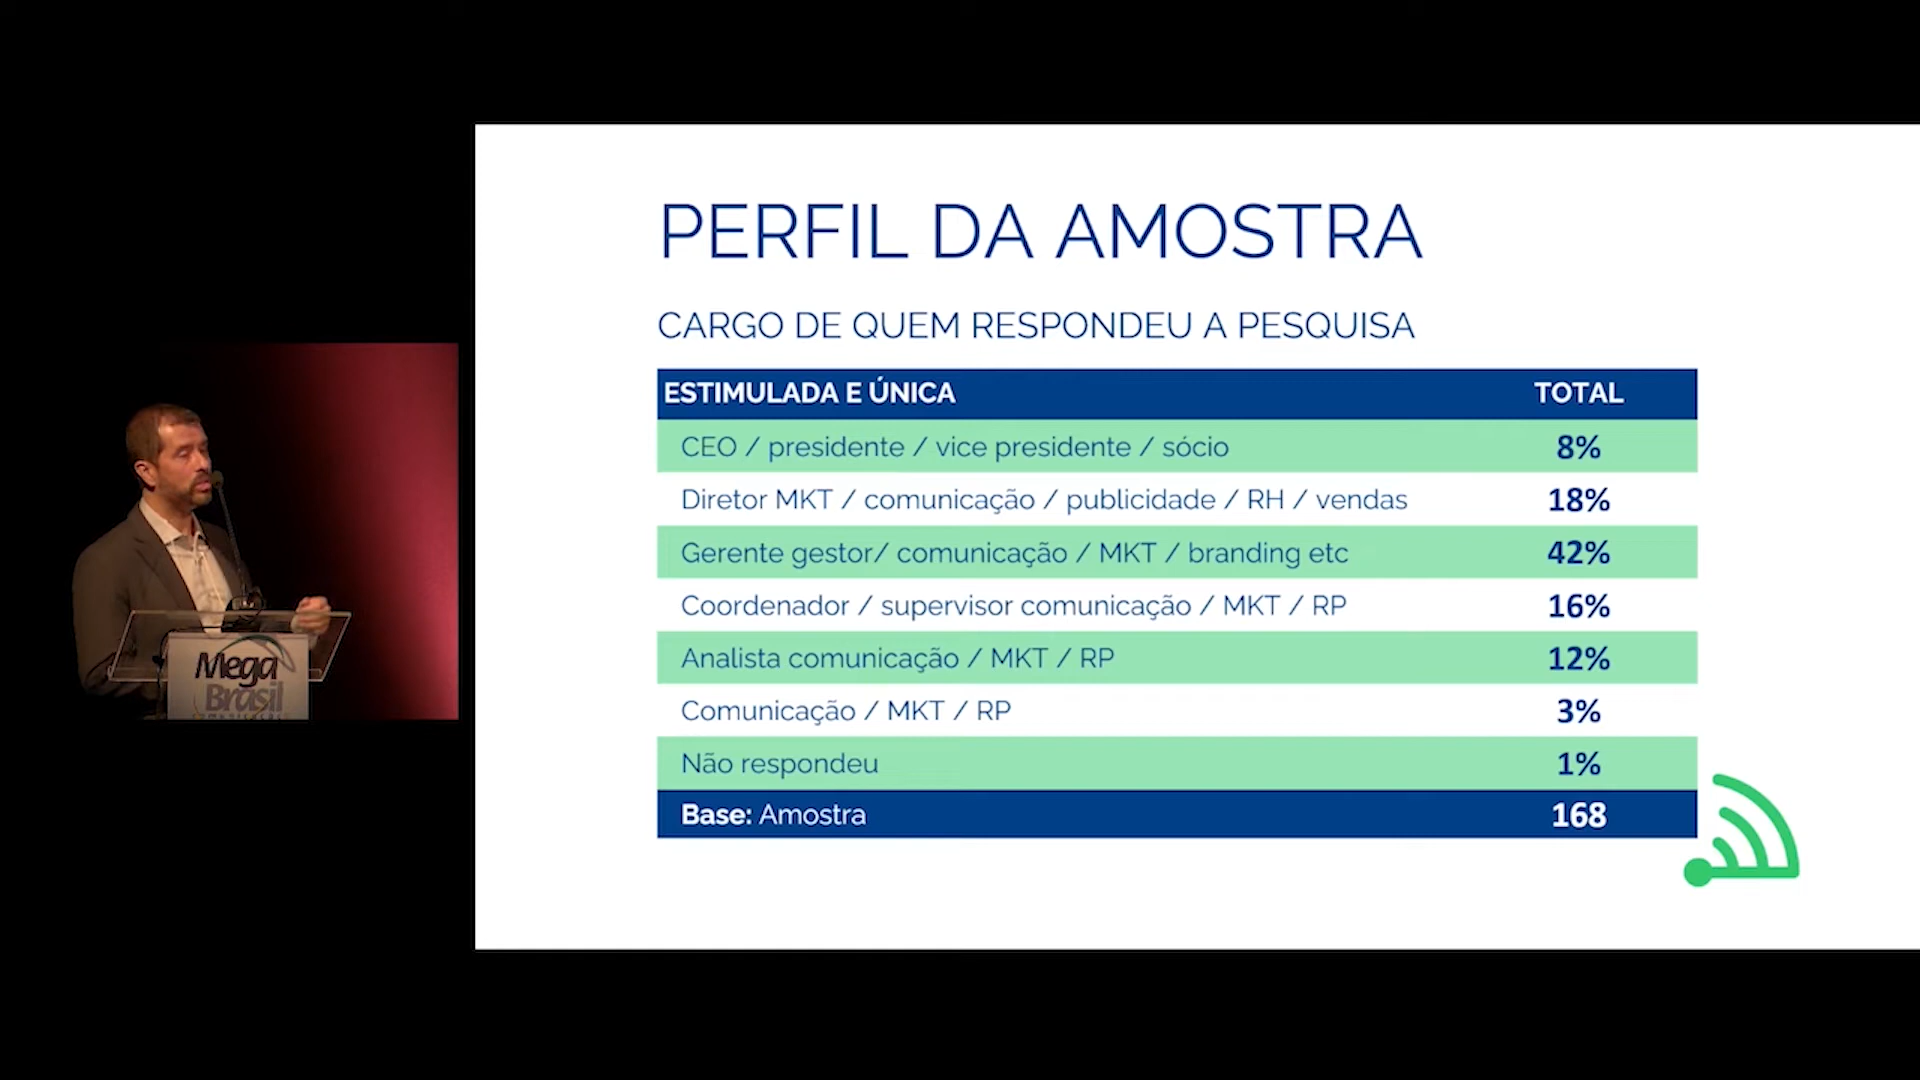 PERFIL DA AMOSTRA
CARGO DE QUEM RESPONDEU A PESQUISA
ESTIMULADA E ÚNICA TOTAL
CEO / presidente / vice presidente / sócio 8%
Diretor MKT / comunicação / publicidade / RH / vendas 18%
Gerente gestor/ comunicação / MKT / branding etc 42%
Coordenador / supervisor comunicação / MKT / RP 16%
Analista comunicação / MKT / RP 12%
Comunicação / MKT / RP 3%
Não respondeu 1%
Base: Amostra 168
Mega
Brasil